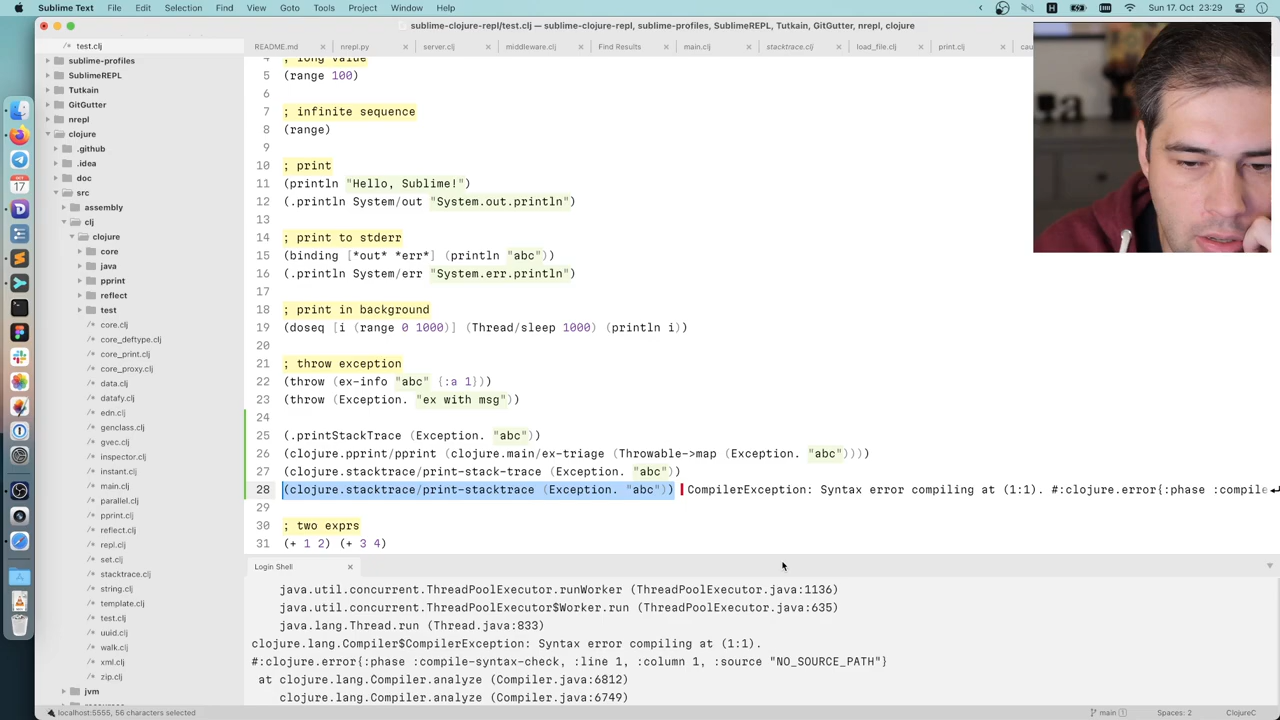 Sublime Text File Edit Selection Find View Goto Tools Project Window Help Sun 17. Oct 23:29
sublime-clojure-repl/test.clj — sublime-clojure-repl, sublime-profiles, SublimeREPL, Tutkain, GitGutter, nrepl, clojure
test.clj
README.md nrepl.py server.clj middleware.clj Find Results main.clj stacktrace.clj load_file.clj print.clj
sublime-profiles
SublimeREPL
Tutkain
GitGutter
nrepl
clojure
.github
.idea
doc
src
assembly
clj
clojure
core
java
pprint
reflect
test
core.clj
core_deftype.clj
core_print.clj
core_proxy.clj
data.clj
datafy.clj
edn.clj
genclass.clj
gvec.clj
inspector.clj
instant.clj
main.clj
parallel.clj
pprint.clj
reflect.clj
repl.clj
set.clj
stacktrace.clj
string.clj
template.clj
test.clj
uuid.clj
walk.clj
xml.clj
zip.clj
jvm
4 ; long value
5 (range 100)
6
7 ; infinite sequence
8 (range)
9
10 ; print
11 (println "Hello, Sublime!")
12 (.println System/out "System.out.println")
13
14 ; print to stderr
15 (binding [*out* *err*] (println "abc"))
16 (.println System/err "System.err.println")
17
18 ; print in background
19 (doseq [i (range 0 1000)] (Thread/sleep 1000) (println i))
20
21 ; throw exception
22 (throw (ex-info "abc" {:a 1}))
23 (throw (Exception. "ex with msg"))
24
25 (.printStackTrace (Exception. "abc"))
26 (clojure.pprint/pprint (clojure.main/ex-triage (Throwable->map (Exception. "abc"))))
27 (clojure.stacktrace/print-stack-trace (Exception. "abc"))
28 (clojure.stacktrace/print-stacktrace (Exception. "abc")) CompilerException: Syntax error compiling at (1:1). #:clojure.error{:phase :compile
29
30 ; two exprs
31 (+ 1 2) (+ 3 4)
Login Shell
java.util.concurrent.ThreadPoolExecutor.runWorker (ThreadPoolExecutor.java:1136)
java.util.concurrent.ThreadPoolExecutor$Worker.run (ThreadPoolExecutor.java:635)
java.lang.Thread.run (Thread.java:833)
clojure.lang.Compiler$CompilerException: Syntax error compiling at (1:1).
#:clojure.error{:phase :compile-syntax-check, :line 1, :column 1, :source "NO_SOURCE_PATH"}
at clojure.lang.Compiler.analyze (Compiler.java:6812)
clojure.lang.Compiler.analyze (Compiler.java:6749)
localhost:5555, 56 characters selected main 1 Spaces: 2 ClojureC